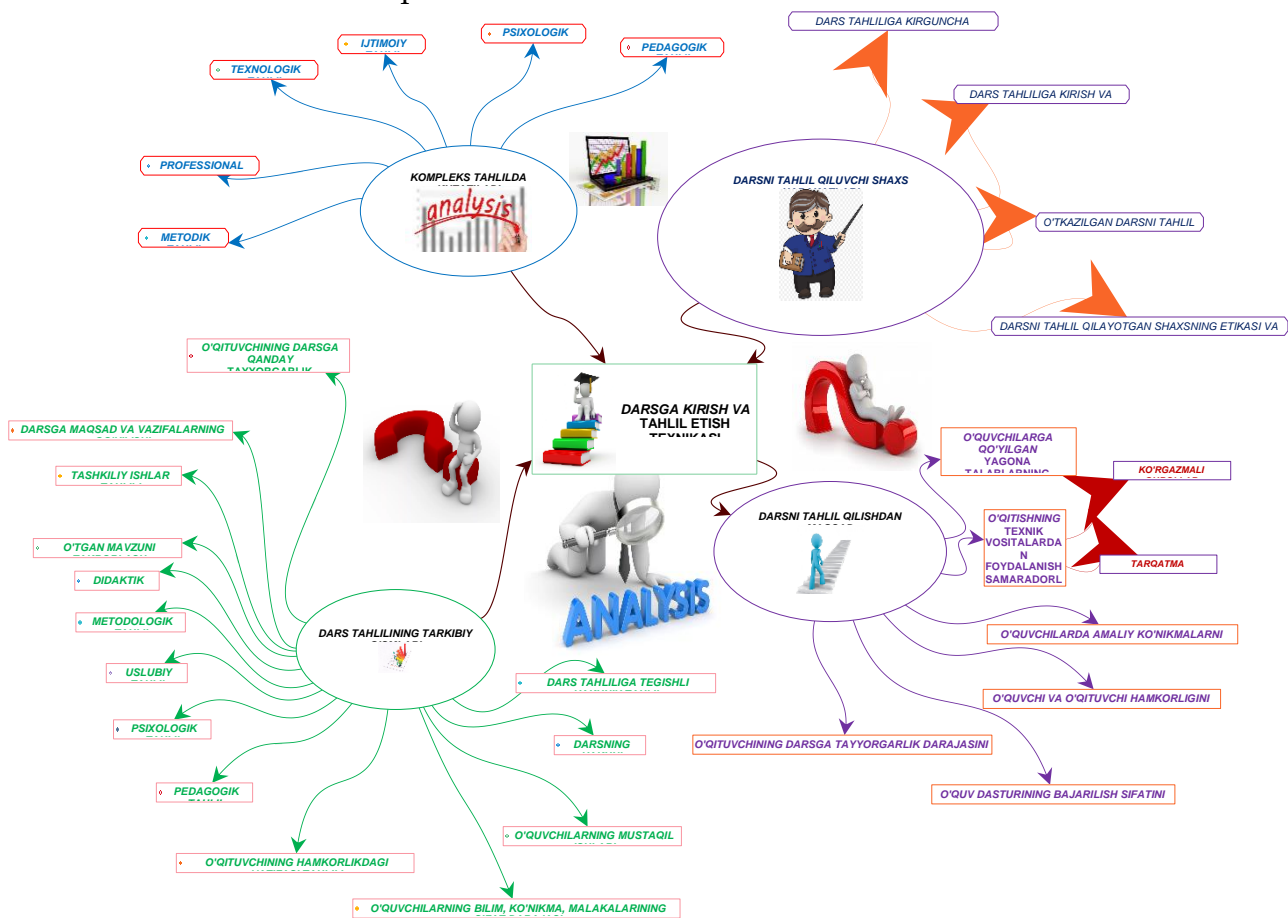 DARS TAHLILIGA KIRGUNCHA
PSIXOLOGIK
IJTIMOIY
PEDAGOGIK
TEXNOLOGIK
DARS TAHLILIGA KIRISH VA
PROFESSIONAL
KOMPLEKS TAHLILDA
analysis
DARSNI TAHLIL QILUVCHI SHAXS
O'TKAZILGAN DARSNI TAHLIL
METODIK
DARSNI TAHLIL QILAYOTGAN SHAXSNING ETIKASI VA
O'QITUVCHINING DARSGA
QANDAY
TAYYORGARLIK
DARSGA KIRISH VA
TAHLIL ETISH
TEXNIKASI
DARSGA MAQSAD VA VAZIFALARNING
O'QUVCHILARGA
QO'YILGAN
YAGONA
TALABLARNING
KO'RGAZMALI
TASHKILIY ISHLAR
DARSNI TAHLIL QILISHDAN
O'QITISHNING
TEXNIK
VOSITALARDA
N
FOYDALANISH
SAMARADORL
TARQATMA
O'TGAN MAVZUNI
DIDAKTIK
ANALYSIS
METODOLOGIK
DARS TAHLILINING TARKIBIY
O'QUVCHILARDA AMALIY KO'NIKMALARNI
USLUBIY
DARS TAHLILIGA TEGISHLI
O'QUVCHI VA O'QITUVCHI HAMKORLIGINI
PSIXOLOGIK
DARSNING
O'QITUVCHINING DARSGA TAYYORGARLIK DARAJASINI
PEDAGOGIK
O'QUV DASTURINING BAJARILISH SIFATINI
O'QUVCHILARNING MUSTAQIL
O'QITUVCHINING HAMKORLIKDAGI
O'QUVCHILARNING BILIM, KO'NIKMA, MALAKALARINING